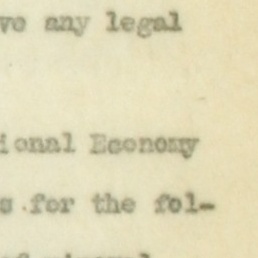 ve any legal
ional Economy
s for the fol-